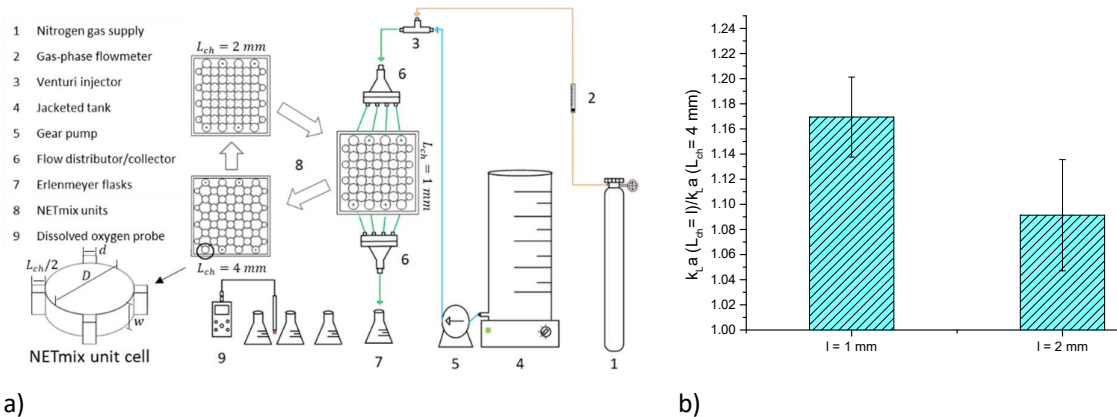 1 Nitrogen gas supply
2 Gas-phase flowmeter
3 Venturi injector
4 Jacketed tank
5 Gear pump
6 Flow distributor/collector
7 Erlenmeyer flasks
8 NETmix units
9 Dissolved oxygen probe
L_ch = 2 mm
L_ch = 1 mm
L_ch = 4 mm
L_ch/2
d
D
w
NETmix unit cell
3
6
2
8
6
9
7
5
4
1
a)
k_L a (L_ch= l)/k_L a (L_ch= 4 mm)
1.24
1.22
1.20
1.18
1.16
1.14
1.12
1.10
1.08
1.06
1.04
1.02
1.00
l = 1 mm
l = 2 mm
b)